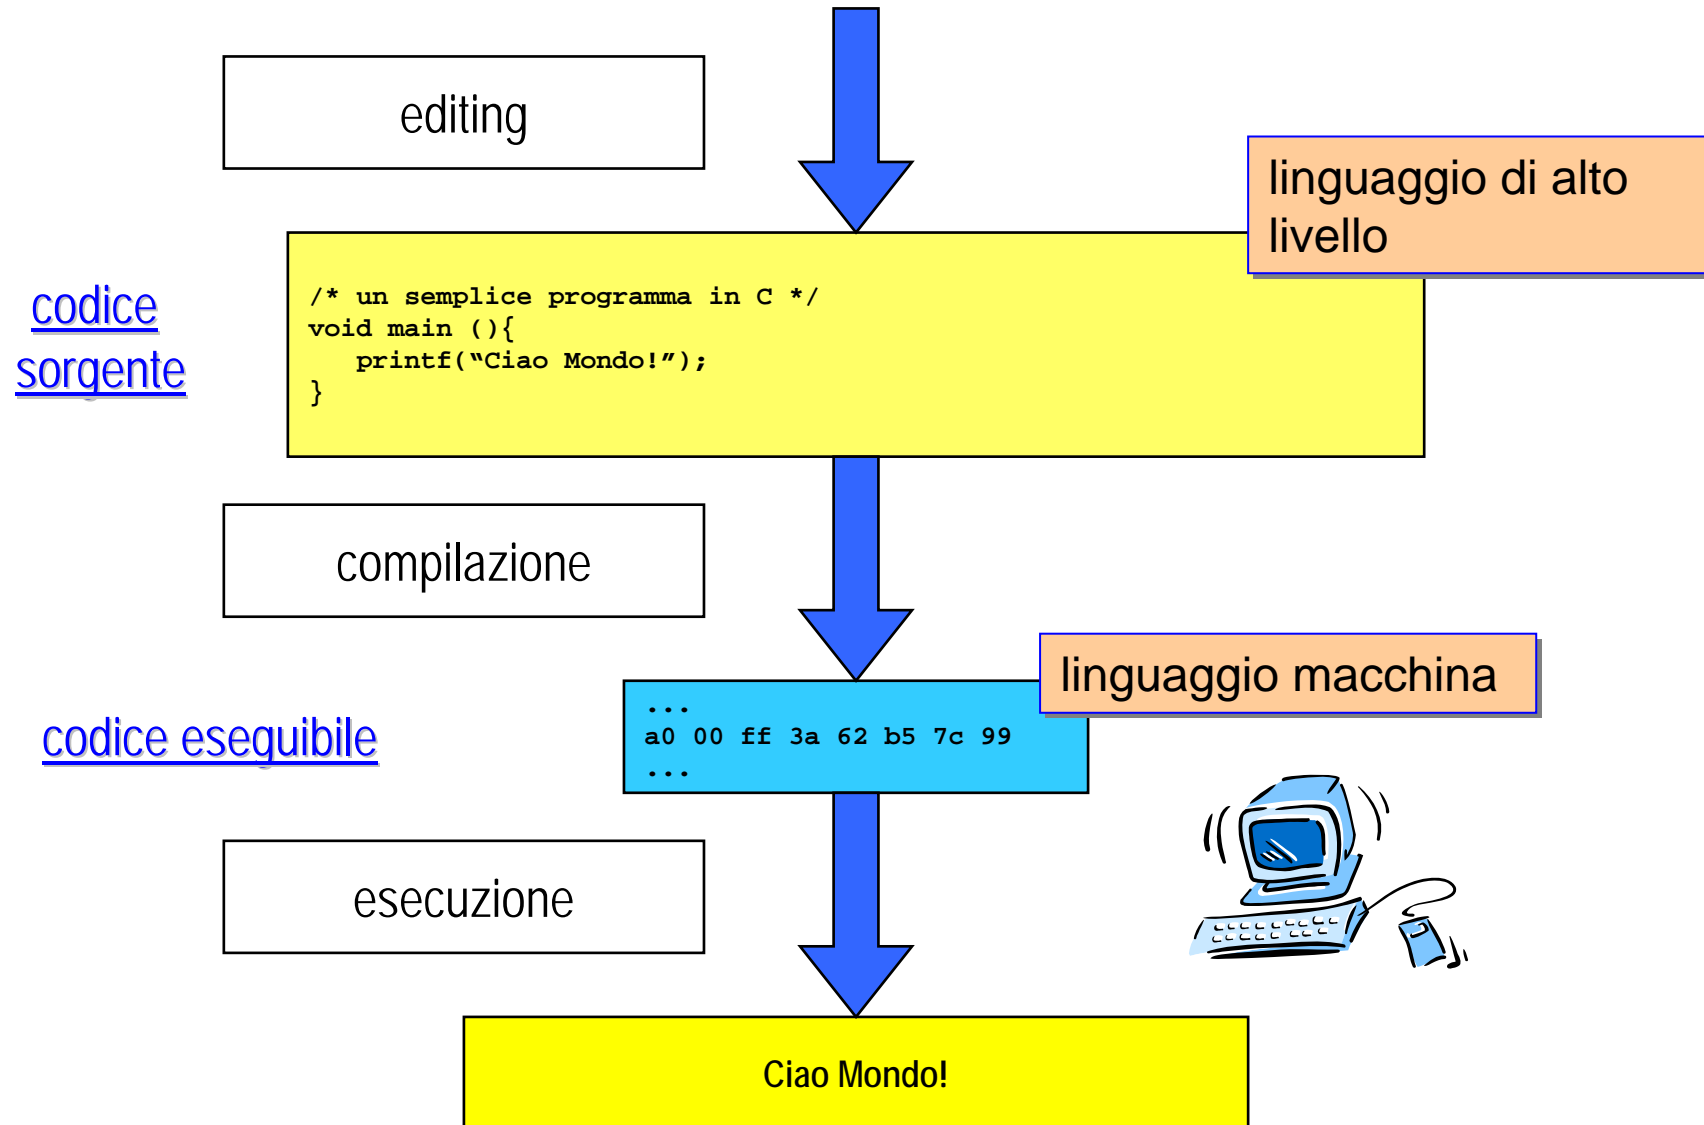 editing
linguaggio di alto
livello
codice
sorgente
/* un semplice programma in C */
void main (){
   printf(“Ciao Mondo!”);
}
compilazione
linguaggio macchina
codice eseguibile
...
a0 00 ff 3a 62 b5 7c 99
...
esecuzione
Ciao Mondo!